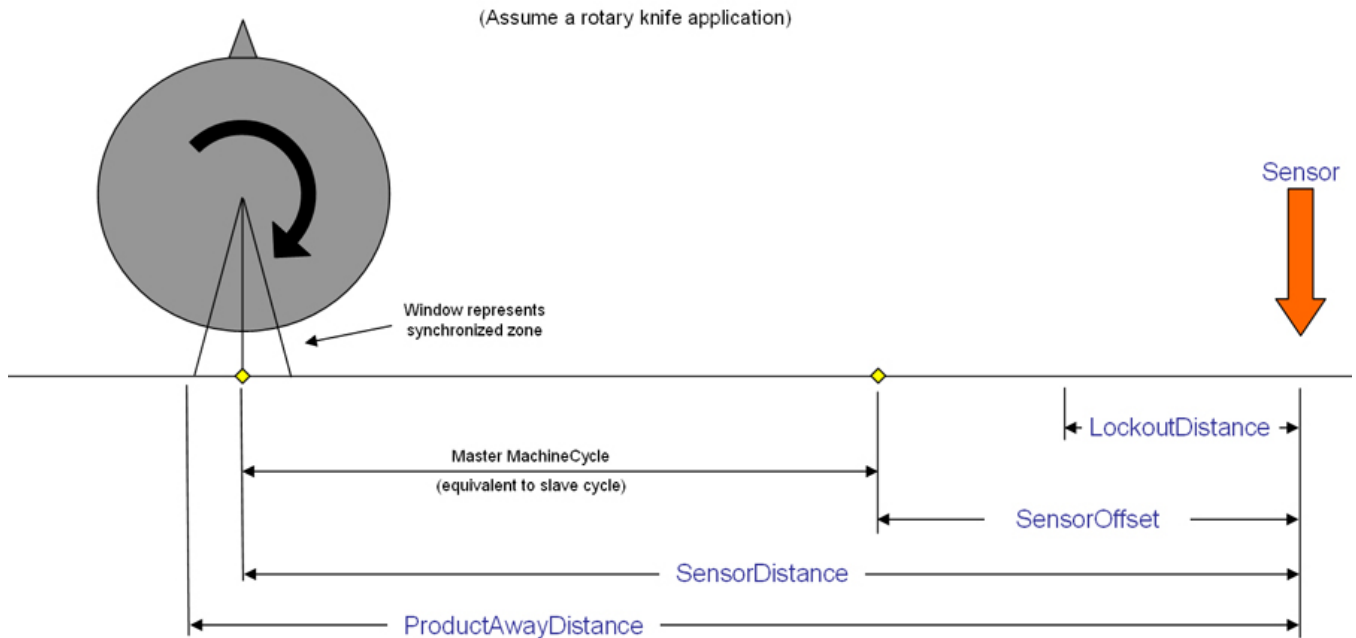 (Assume a rotary knife application)
Sensor
Window represents
synchronized zone
LockoutDistance
Master MachineCycle
(equivalent to slave cycle)
SensorOffset
SensorDistance
ProductAwayDistance